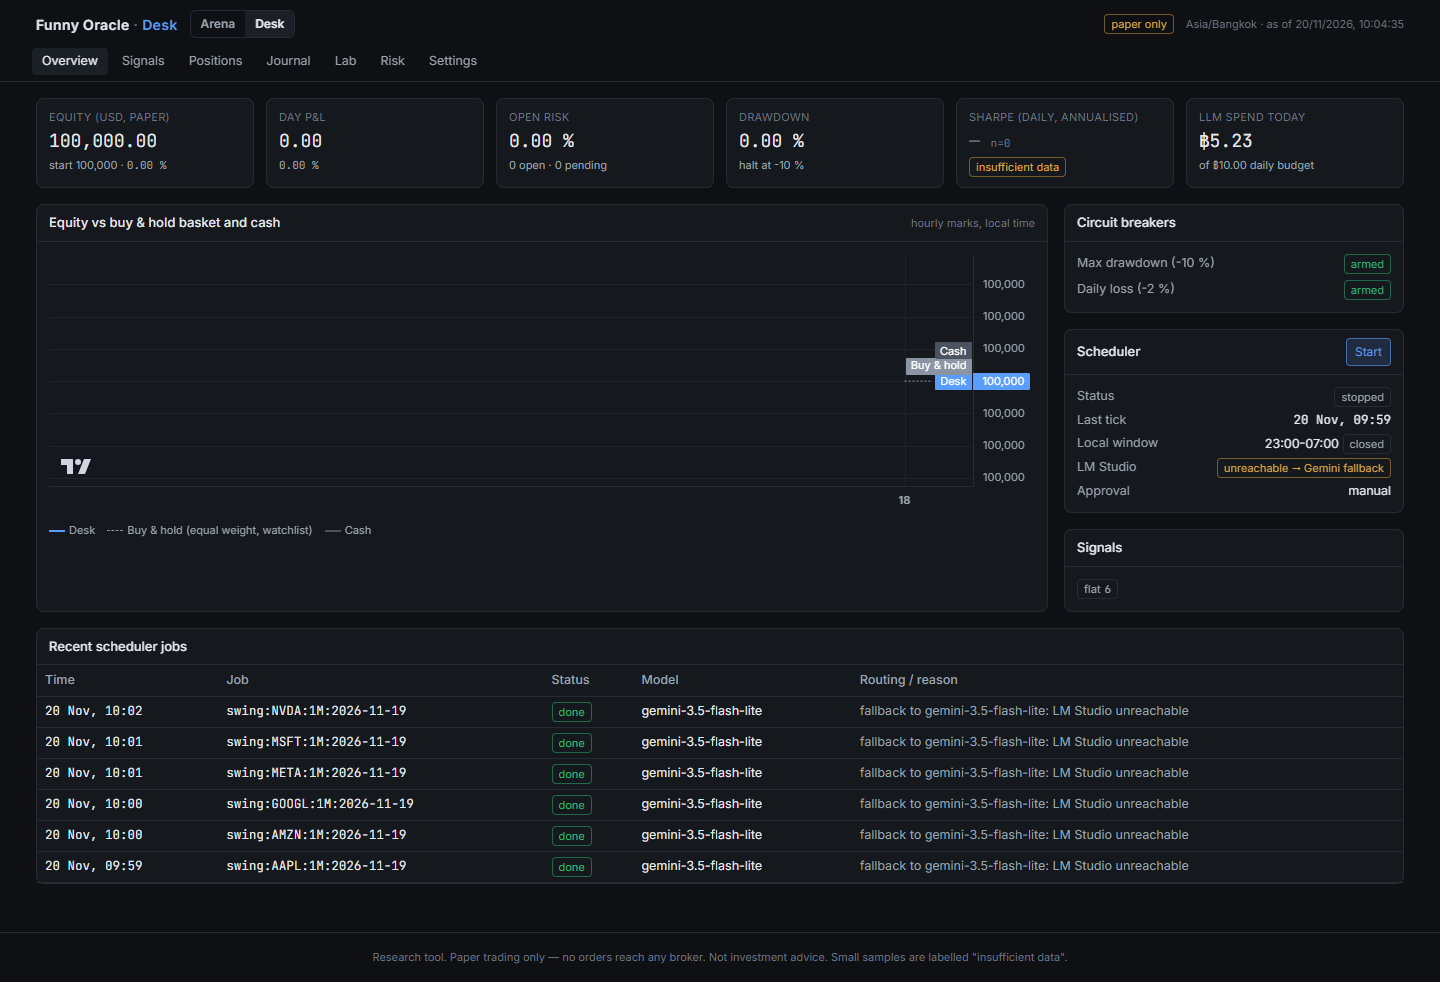 Funny Oracle · Desk
Arena Desk
paper only Asia/Bangkok · as of 20/11/2026, 10:04:35
Overview Signals Positions Journal Lab Risk Settings
EQUITY (USD, PAPER)
100,000.00
start 100,000 · 0.00 %
DAY P&L
0.00
0.00 %
OPEN RISK
0.00 %
0 open · 0 pending
DRAWDOWN
0.00 %
halt at -10 %
SHARPE (DAILY, ANNUALISED)
— n=0
insufficient data
LLM SPEND TODAY
฿5.23
of ฿10.00 daily budget
Equity vs buy & hold basket and cash
hourly marks, local time
100,000
100,000
100,000
Cash
Buy & hold
Desk 100,000
100,000
100,000
100,000
18
Desk Buy & hold (equal weight, watchlist) Cash
Circuit breakers
Max drawdown (-10 %) armed
Daily loss (-2 %) armed
Scheduler Start
Status stopped
Last tick 20 Nov, 09:59
Local window 23:00-07:00 closed
LM Studio unreachable → Gemini fallback
Approval manual
Signals
flat 6
Recent scheduler jobs
Time Job Status Model Routing / reason
20 Nov, 10:02 swing:NVDA:1M:2026-11-19 done gemini-3.5-flash-lite fallback to gemini-3.5-flash-lite: LM Studio unreachable
20 Nov, 10:01 swing:MSFT:1M:2026-11-19 done gemini-3.5-flash-lite fallback to gemini-3.5-flash-lite: LM Studio unreachable
20 Nov, 10:01 swing:META:1M:2026-11-19 done gemini-3.5-flash-lite fallback to gemini-3.5-flash-lite: LM Studio unreachable
20 Nov, 10:00 swing:GOOGL:1M:2026-11-19 done gemini-3.5-flash-lite fallback to gemini-3.5-flash-lite: LM Studio unreachable
20 Nov, 10:00 swing:AMZN:1M:2026-11-19 done gemini-3.5-flash-lite fallback to gemini-3.5-flash-lite: LM Studio unreachable
20 Nov, 09:59 swing:AAPL:1M:2026-11-19 done gemini-3.5-flash-lite fallback to gemini-3.5-flash-lite: LM Studio unreachable
Research tool. Paper trading only — no orders reach any broker. Not investment advice. Small samples are labelled "insufficient data".